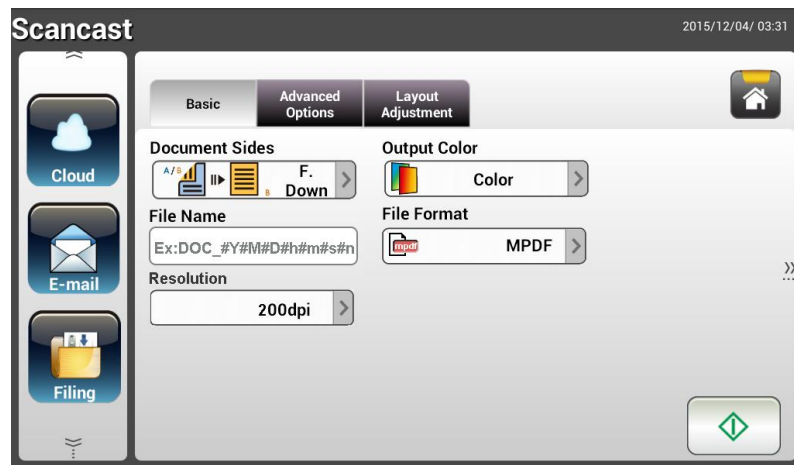 Scancast
2015/12/04/ 03:31
Cloud
E-mail
Filing
Basic
Advanced
Options
Layout
Adjustment
Document Sides
A/B
B
F.
Down
Output Color
Color
File Name
Ex:DOC_#Y#M#D#h#m#s#n
File Format
mpdf
MPDF
Resolution
200dpi